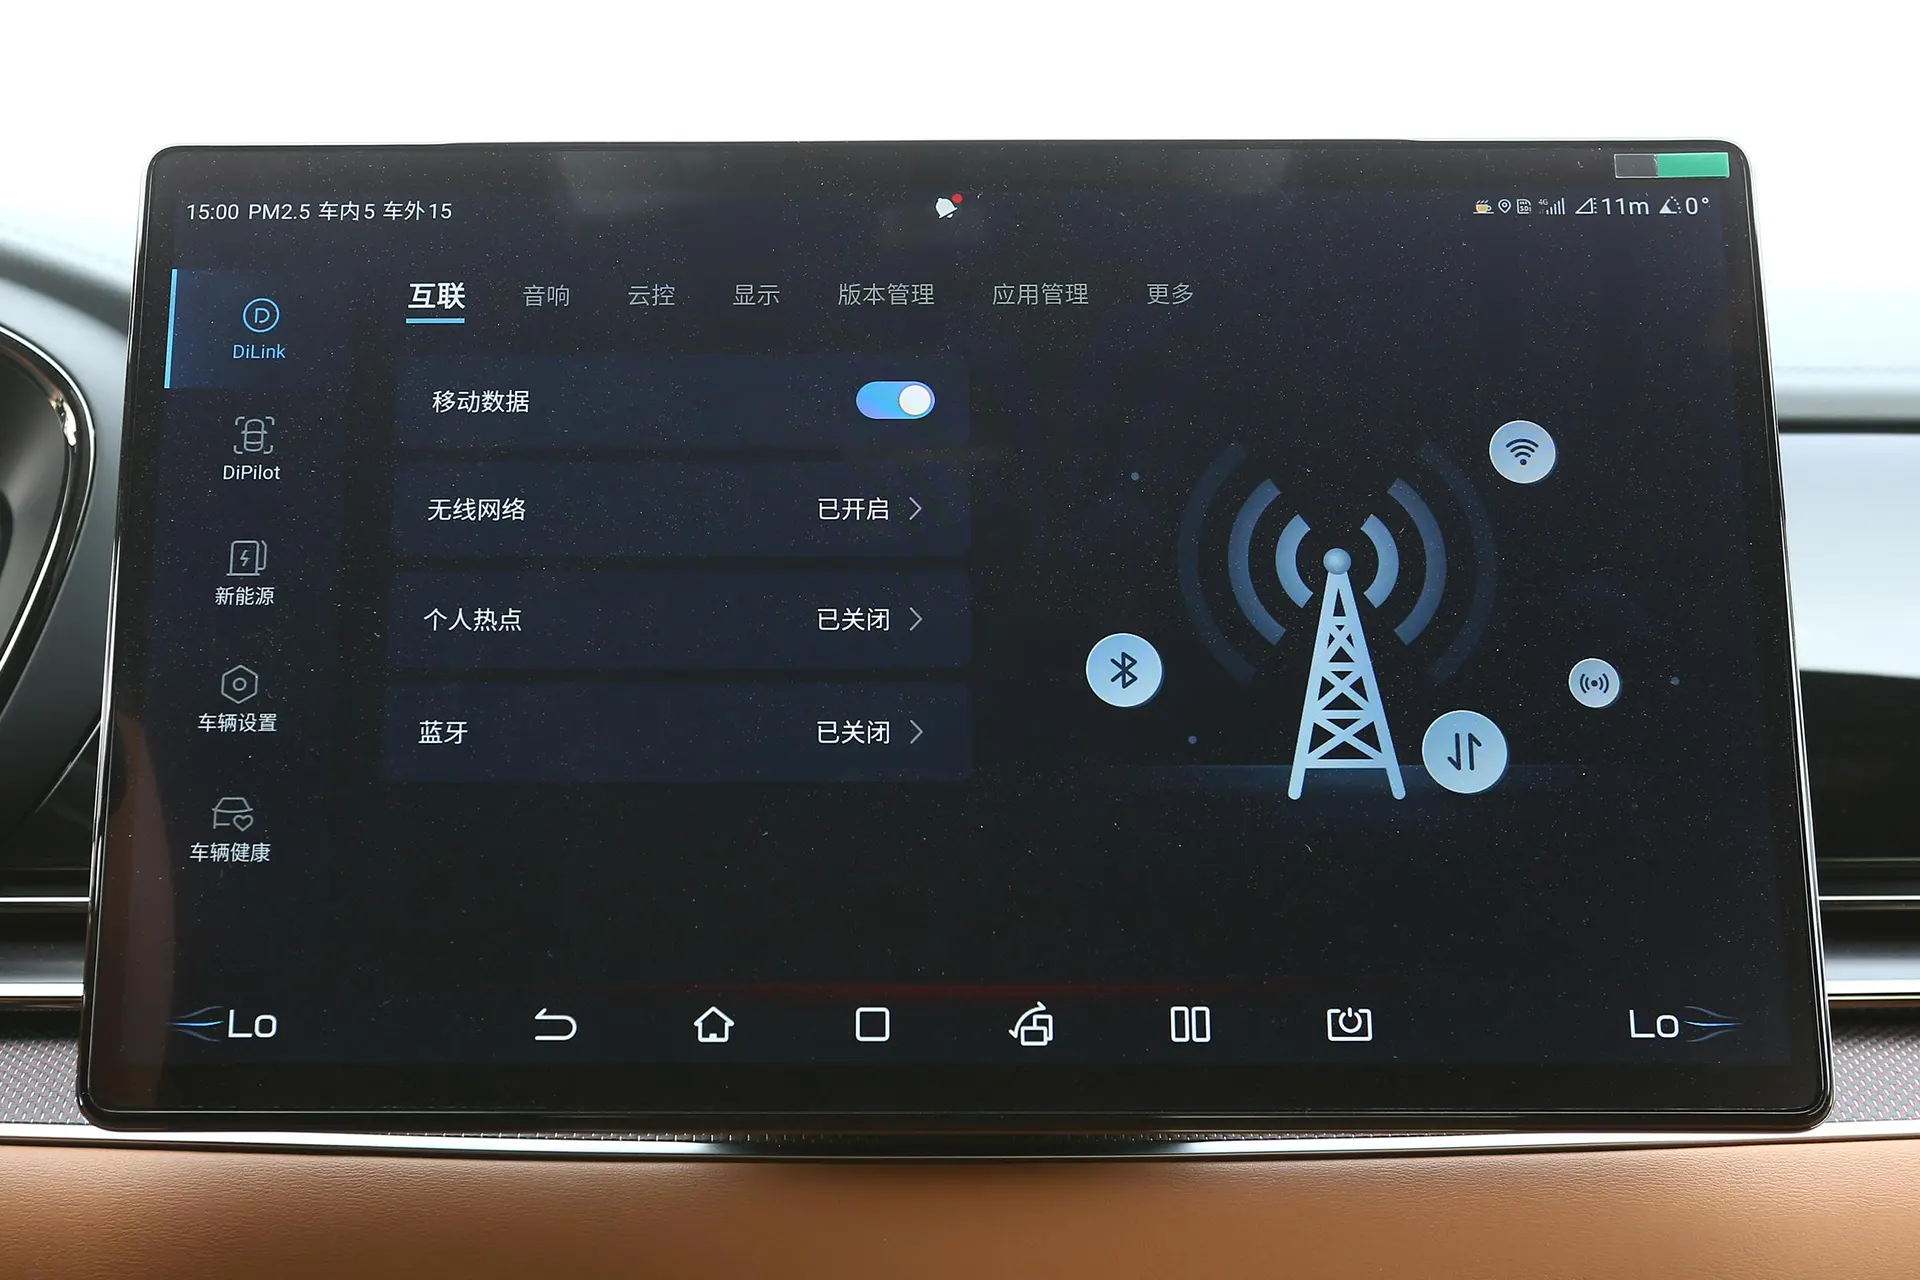 15:00 PM2.5 车内5 车外15
4G 11m 0°
互联 音响 云控 显示 版本管理 应用管理 更多
DiLink
DiPilot
新能源
车辆设置
车辆健康
移动数据
无线网络 已开启
个人热点 已关闭
蓝牙 已关闭
Lo Lo